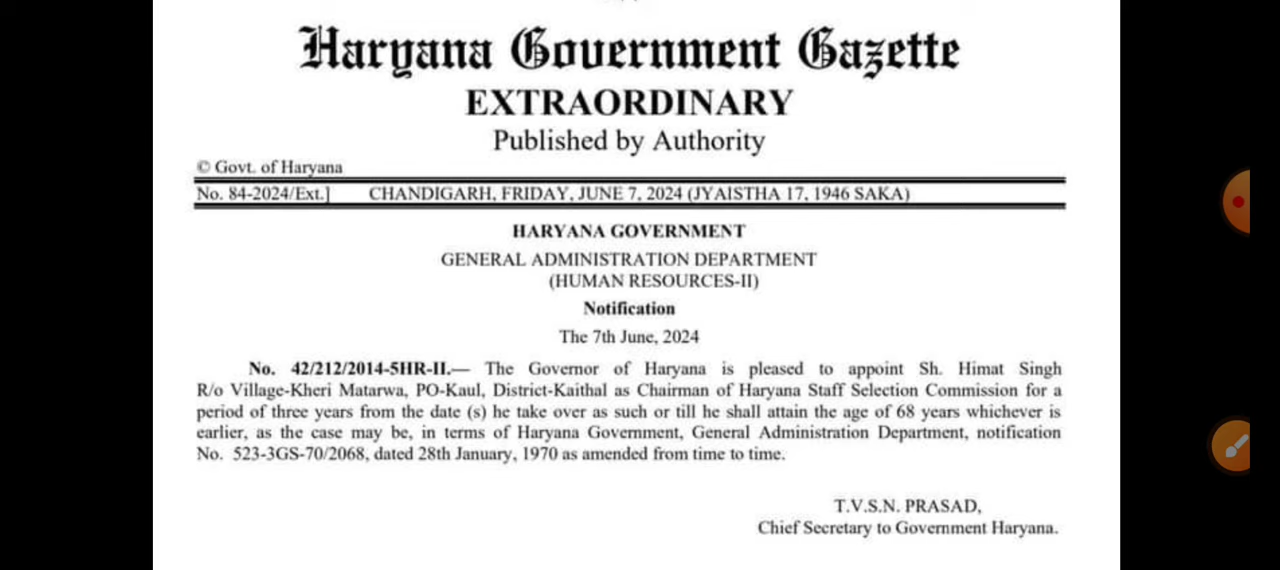 Haryana Government Gazette
EXTRAORDINARY
Published by Authority
© Govt. of Haryana
No. 84-2024/Ext.] CHANDIGARH, FRIDAY, JUNE 7, 2024 (JYAISTHA 17, 1946 SAKA)
HARYANA GOVERNMENT
GENERAL ADMINISTRATION DEPARTMENT
(HUMAN RESOURCES-II)
Notification
The 7th June, 2024
No. 42/212/2014-5HR-II.— The Governor of Haryana is pleased to appoint Sh. Himat Singh
R/o Village-Kheri Matarwa, PO-Kaul, District-Kaithal as Chairman of Haryana Staff Selection Commission for a
period of three years from the date (s) he take over as such or till he shall attain the age of 68 years whichever is
earlier, as the case may be, in terms of Haryana Government, General Administration Department, notification
No. 523-3GS-70/2068, dated 28th January, 1970 as amended from time to time.
T.V.S.N. PRASAD,
Chief Secretary to Government Haryana.